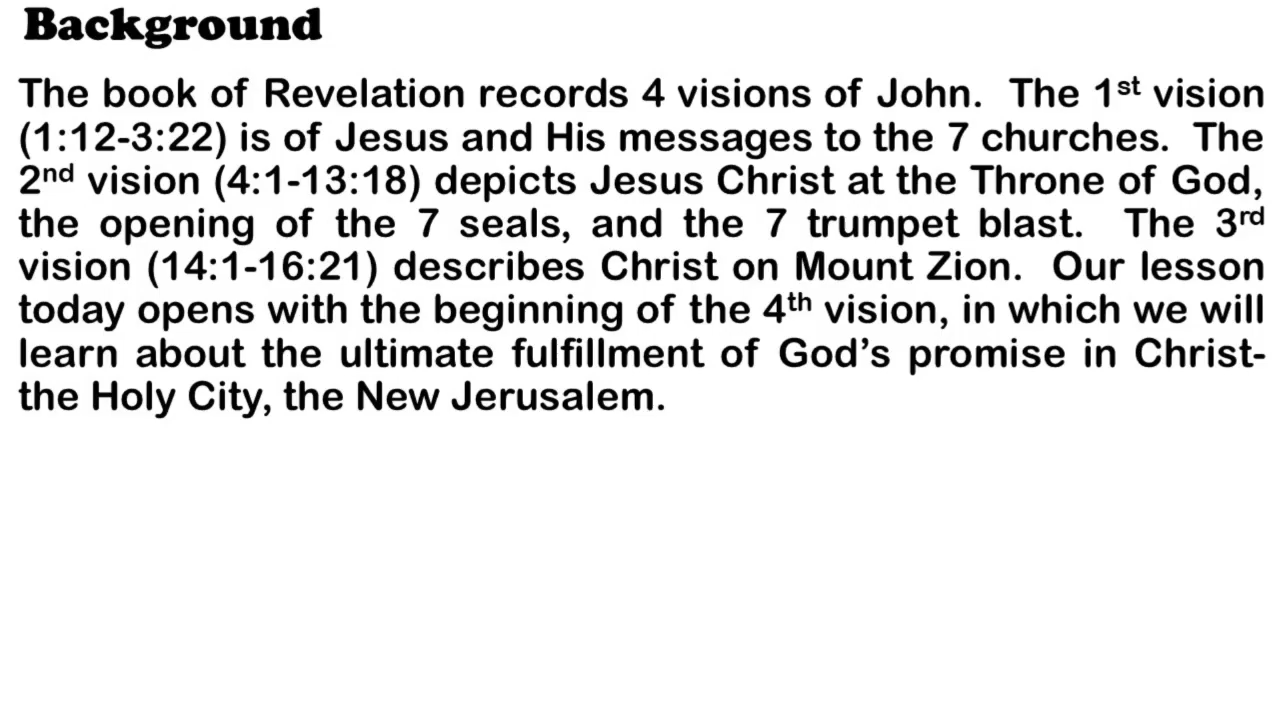 Background
The book of Revelation records 4 visions of John.  The 1st vision
(1:12-3:22) is of Jesus and His messages to the 7 churches.  The
2nd vision (4:1-13:18) depicts Jesus Christ at the Throne of God,
the opening of the 7 seals, and the 7 trumpet blast.  The 3rd
vision (14:1-16:21) describes Christ on Mount Zion.  Our lesson
today opens with the beginning of the 4th vision, in which we will
learn about the ultimate fulfillment of God’s promise in Christ-
the Holy City, the New Jerusalem.